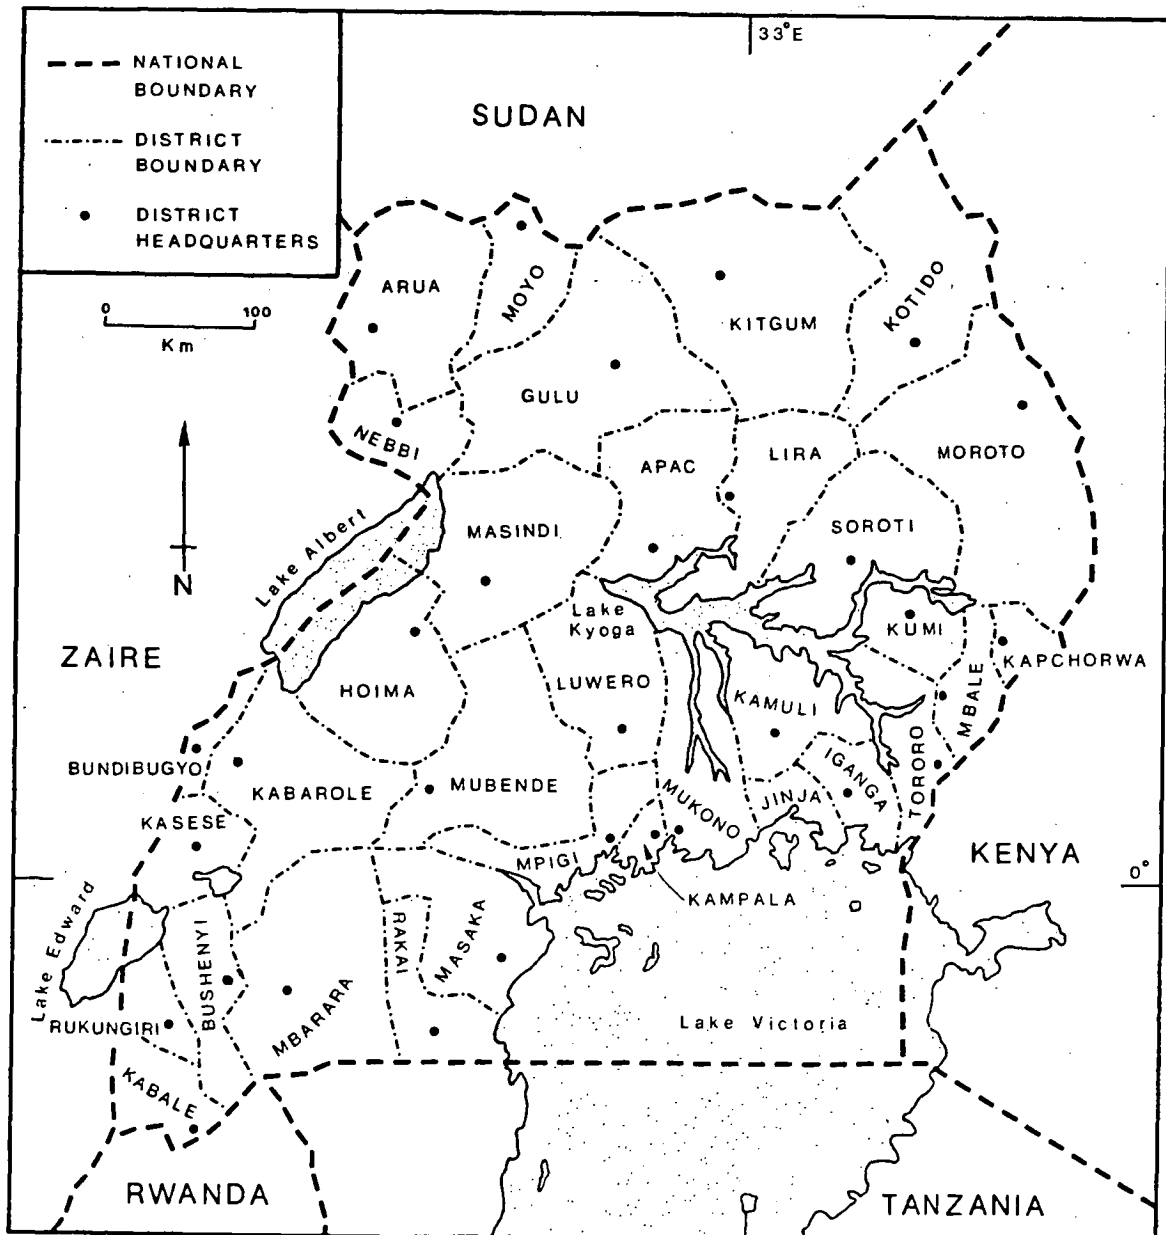 33°E
NATIONAL
BOUNDARY
DISTRICT
BOUNDARY
DISTRICT
HEADQUARTERS
SUDAN
0 100
Km
N
ARUA
MOYO
KITGUM
KOTIDO
GULU
NEBBI
APAC
LIRA
MOROTO
MASINDI
SOROTI
Lake Albert
Lake
Kyoga
KUMI
ZAIRE
HOIMA
LUWERO
KAMULI
MBALE
KAPCHORWA
BUNDIBUGYO
KABAROLE
MUBENDE
IGANGA
TORORO
JINJA
MUKONO
KASESE
MPIGI
KENYA
0°
KAMPALA
Lake Edward
BUSHENYI
RAKAI
MASAKA
MBARARA
RUKUNGIRI
Lake Victoria
KABALE
RWANDA
TANZANIA